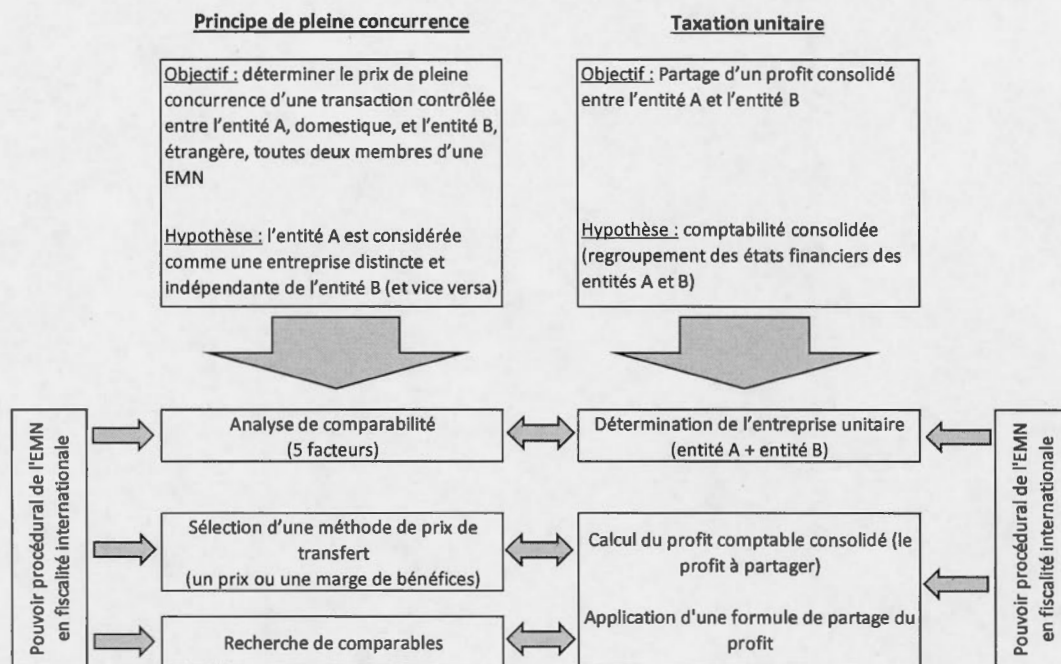 Principe de pleine concurrence
Objectif : déterminer le prix de pleine
concurrence d'une transaction contrôlée
entre l'entité A, domestique, et l'entité B,
étrangère, toutes deux membres d'une
EMN
Hypothèse : l'entité A est considérée
comme une entreprise distincte et
indépendante de l'entité B (et vice versa)
Taxation unitaire
Objectif : Partage d'un profit consolidé
entre l'entité A et l'entité B
Hypothèse : comptabilité consolidée
(regroupement des états financiers des
entités A et B)
Pouvoir procédural de l'EMN
en fiscalité internationale
Analyse de comparabilité
(5 facteurs)
Détermination de l'entreprise unitaire
(entité A + entité B)
Sélection d'une méthode de prix de
transfert
(un prix ou une marge de bénéfices)
Calcul du profit comptable consolidé (le
profit à partager)
Recherche de comparables
Application d'une formule de partage du
profit
Pouvoir procédural de l'EMN
en fiscalité internationale